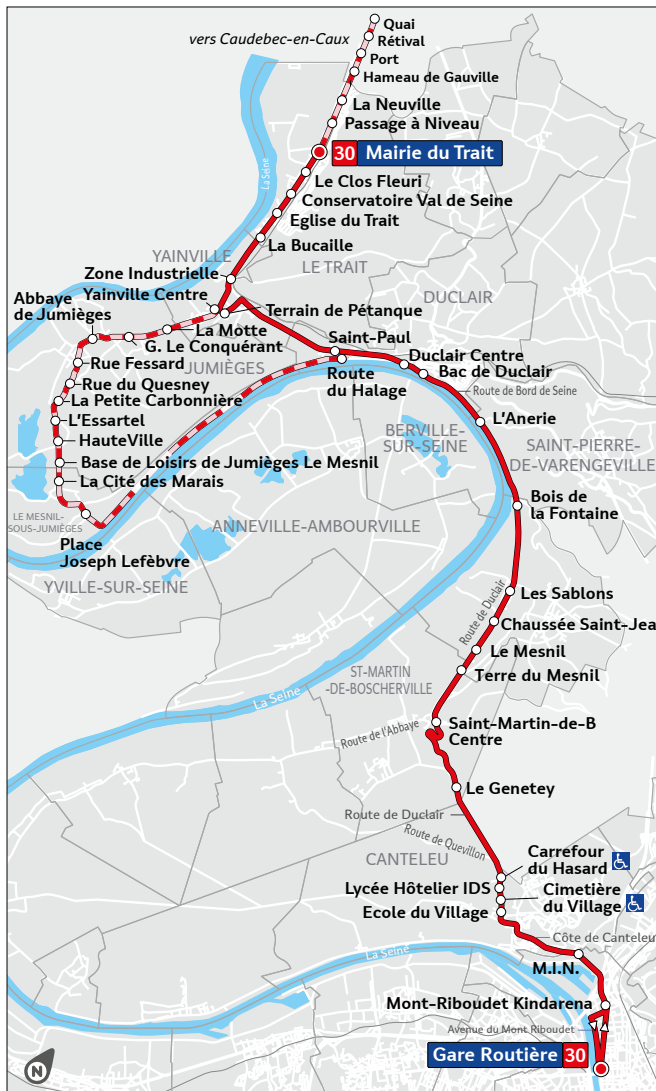 Quai
vers Caudebec-en-Caux
Rétival
Port
Hameau de Gauville
La Neuville
Passage à Niveau
30 Mairie du Trait
La Seine
Le Clos Fleuri
Conservatoire Val de Seine
Eglise du Trait
La Bucaille
YAINVILLE
LE TRAIT
Zone Industrielle
Yainville Centre
DUCLAIR
Abbaye
de Jumièges
Terrain de Pétanque
La Motte
G. Le Conquérant
Saint-Paul
JUMIÈGES
Duclair Centre
Rue Fessard
Route
du Halage
Bac de Duclair
Rue du Quesney
Route de Bord de Seine
La Petite Carbonnière
L'Essartel
L'Anerie
HauteVille
BERVILLE-
SUR-SEINE
SAINT-PIERRE-
DE-VARENGEVILLE
Base de Loisirs de Jumièges Le Mesnil
La Cité des Marais
Bois de
la Fontaine
LE MESNIL-
SOUS-JUMIÈGES
ANNEVILLE-AMBOURVILLE
Place
Joseph Lefèbvre
YVILLE-SUR-SEINE
Les Sablons
Route de Duclair
Chaussée Saint-Jea
Le Mesnil
Terre du Mesnil
ST-MARTIN
-DE-BOSCHERVILLE
La Seine
Saint-Martin-de-B
Centre
Route de l'Abbaye
Le Genetey
Route de Duclair
Route de Quevillon
CANTELEU
Carrefour
du Hasard
Lycée Hôtelier IDS
Cimetière
du Village
Ecole du Village
Côte de Canteleu
La Seine
M.I.N.
Mont-Riboudet Kindarena
Avenue du Mont Riboudet
Gare Routière 30
N